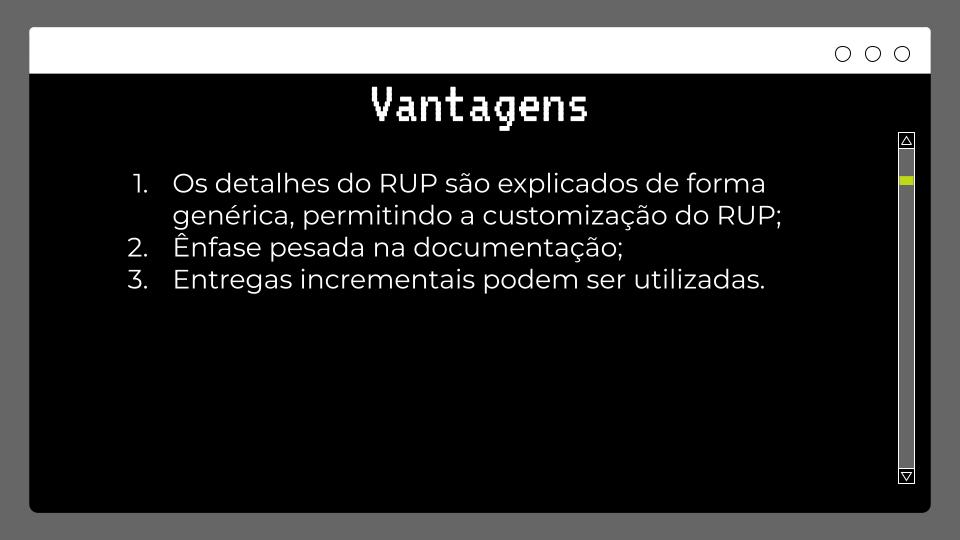 Vantagens
1. Os detalhes do RUP são explicados de forma
genérica, permitindo a customização do RUP;
2. Ênfase pesada na documentação;
3. Entregas incrementais podem ser utilizadas.